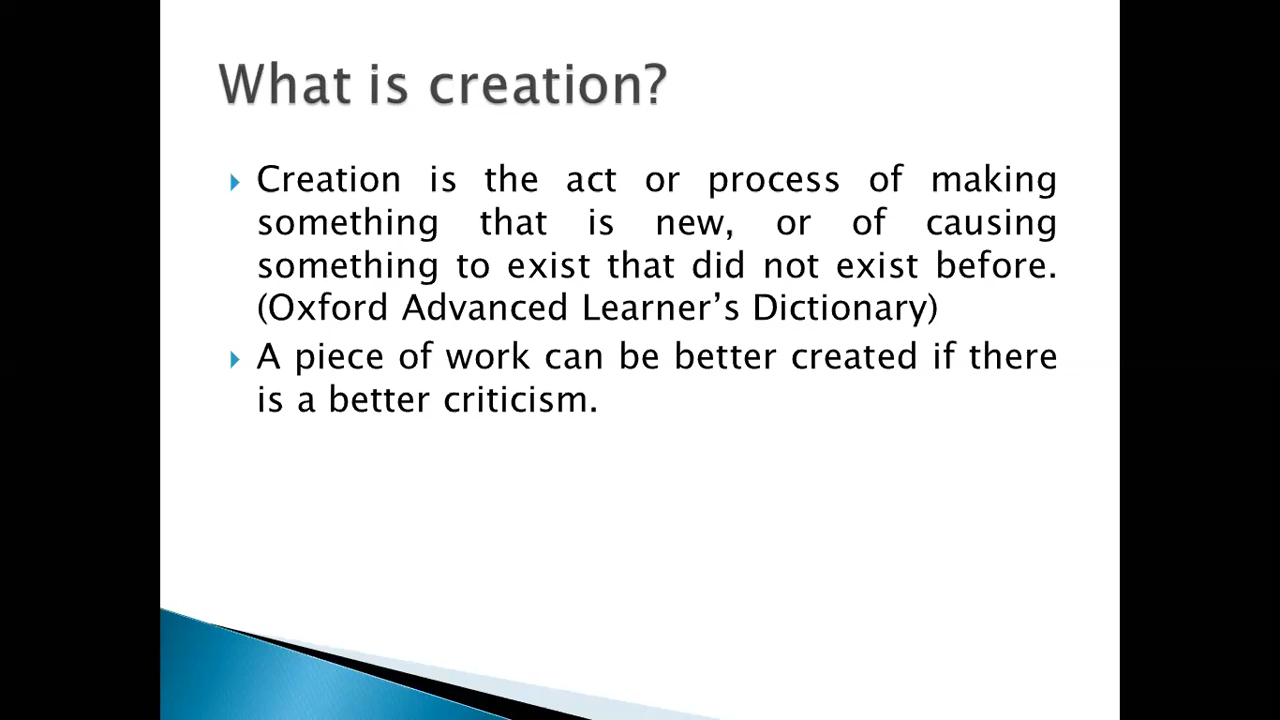 What is creation?
Creation is the act or process of making
something that is new, or of causing
something to exist that did not exist before.
(Oxford Advanced Learner’s Dictionary)
A piece of work can be better created if there
is a better criticism.